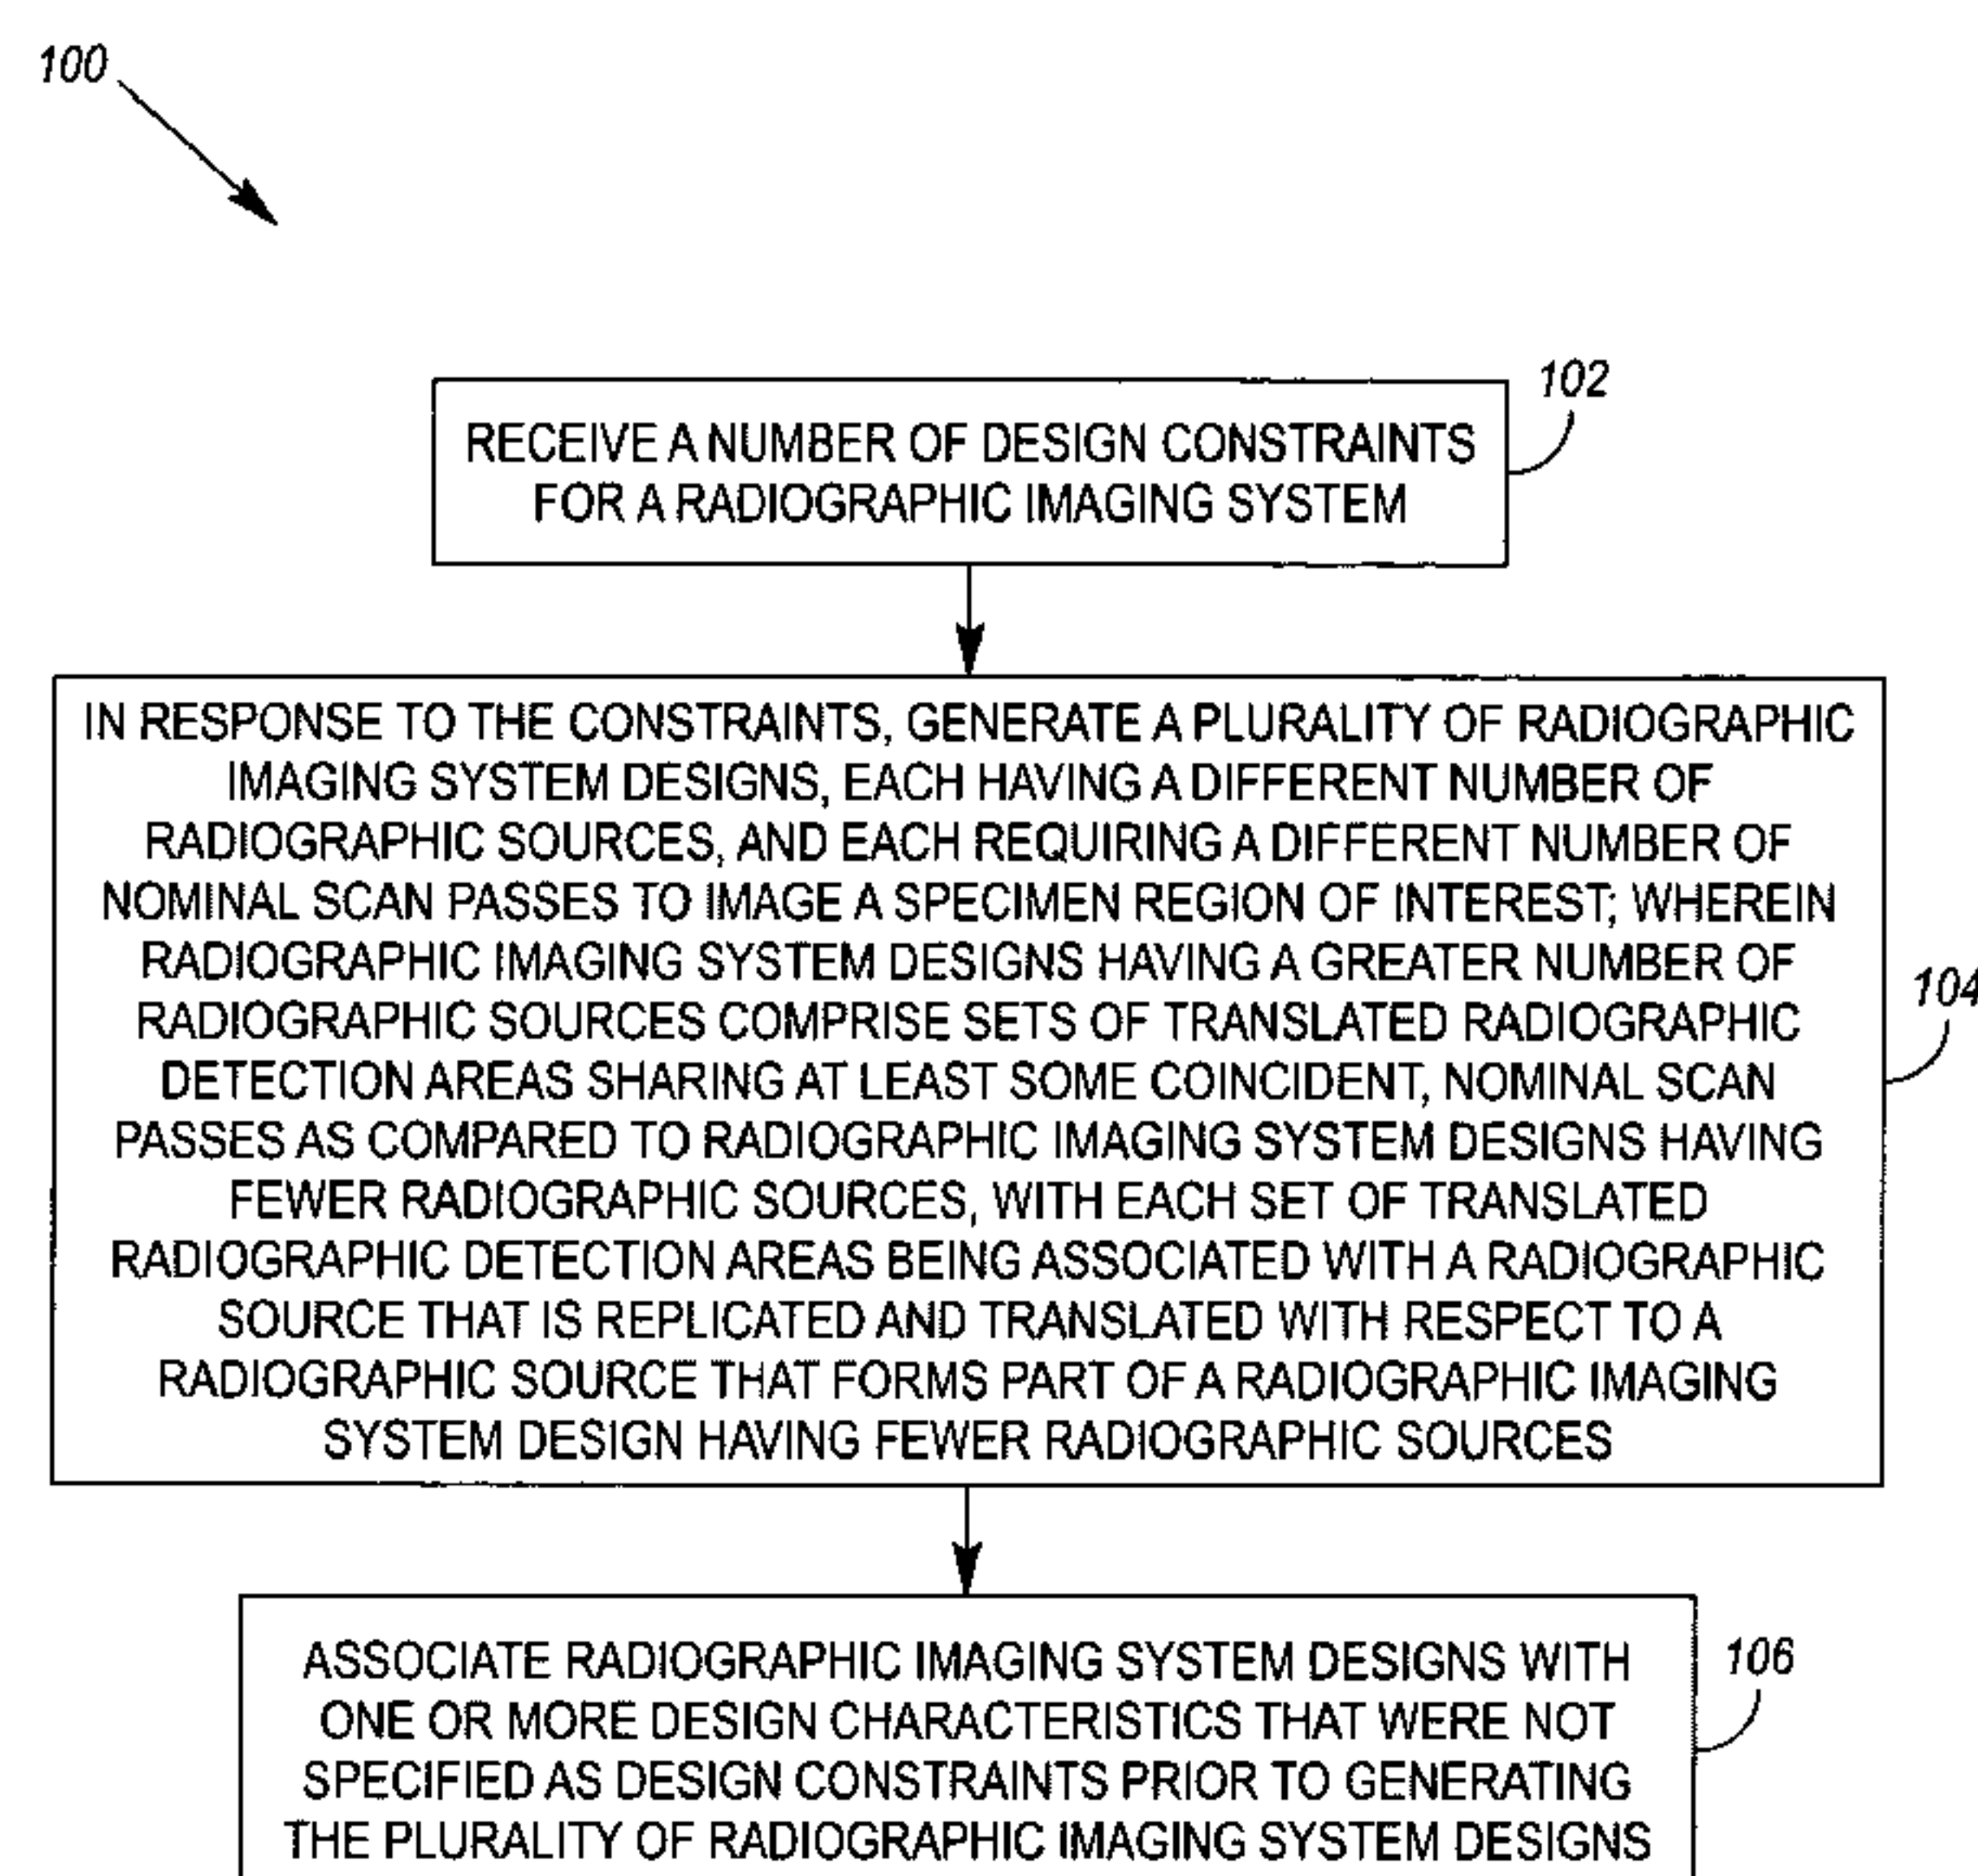 100
102
RECEIVE A NUMBER OF DESIGN CONSTRAINTS
FOR A RADIOGRAPHIC IMAGING SYSTEM
IN RESPONSE TO THE CONSTRAINTS, GENERATE A PLURALITY OF RADIOGRAPHIC
IMAGING SYSTEM DESIGNS, EACH HAVING A DIFFERENT NUMBER OF
RADIOGRAPHIC SOURCES, AND EACH REQUIRING A DIFFERENT NUMBER OF
NOMINAL SCAN PASSES TO IMAGE A SPECIMEN REGION OF INTEREST; WHEREIN
RADIOGRAPHIC IMAGING SYSTEM DESIGNS HAVING A GREATER NUMBER OF
RADIOGRAPHIC SOURCES COMPRISE SETS OF TRANSLATED RADIOGRAPHIC
DETECTION AREAS SHARING AT LEAST SOME COINCIDENT, NOMINAL SCAN
PASSES AS COMPARED TO RADIOGRAPHIC IMAGING SYSTEM DESIGNS HAVING
FEWER RADIOGRAPHIC SOURCES, WITH EACH SET OF TRANSLATED
RADIOGRAPHIC DETECTION AREAS BEING ASSOCIATED WITH A RADIOGRAPHIC
SOURCE THAT IS REPLICATED AND TRANSLATED WITH RESPECT TO A
RADIOGRAPHIC SOURCE THAT FORMS PART OF A RADIOGRAPHIC IMAGING
SYSTEM DESIGN HAVING FEWER RADIOGRAPHIC SOURCES
104
ASSOCIATE RADIOGRAPHIC IMAGING SYSTEM DESIGNS WITH
ONE OR MORE DESIGN CHARACTERISTICS THAT WERE NOT
SPECIFIED AS DESIGN CONSTRAINTS PRIOR TO GENERATING
THE PLURALITY OF RADIOGRAPHIC IMAGING SYSTEM DESIGNS
106